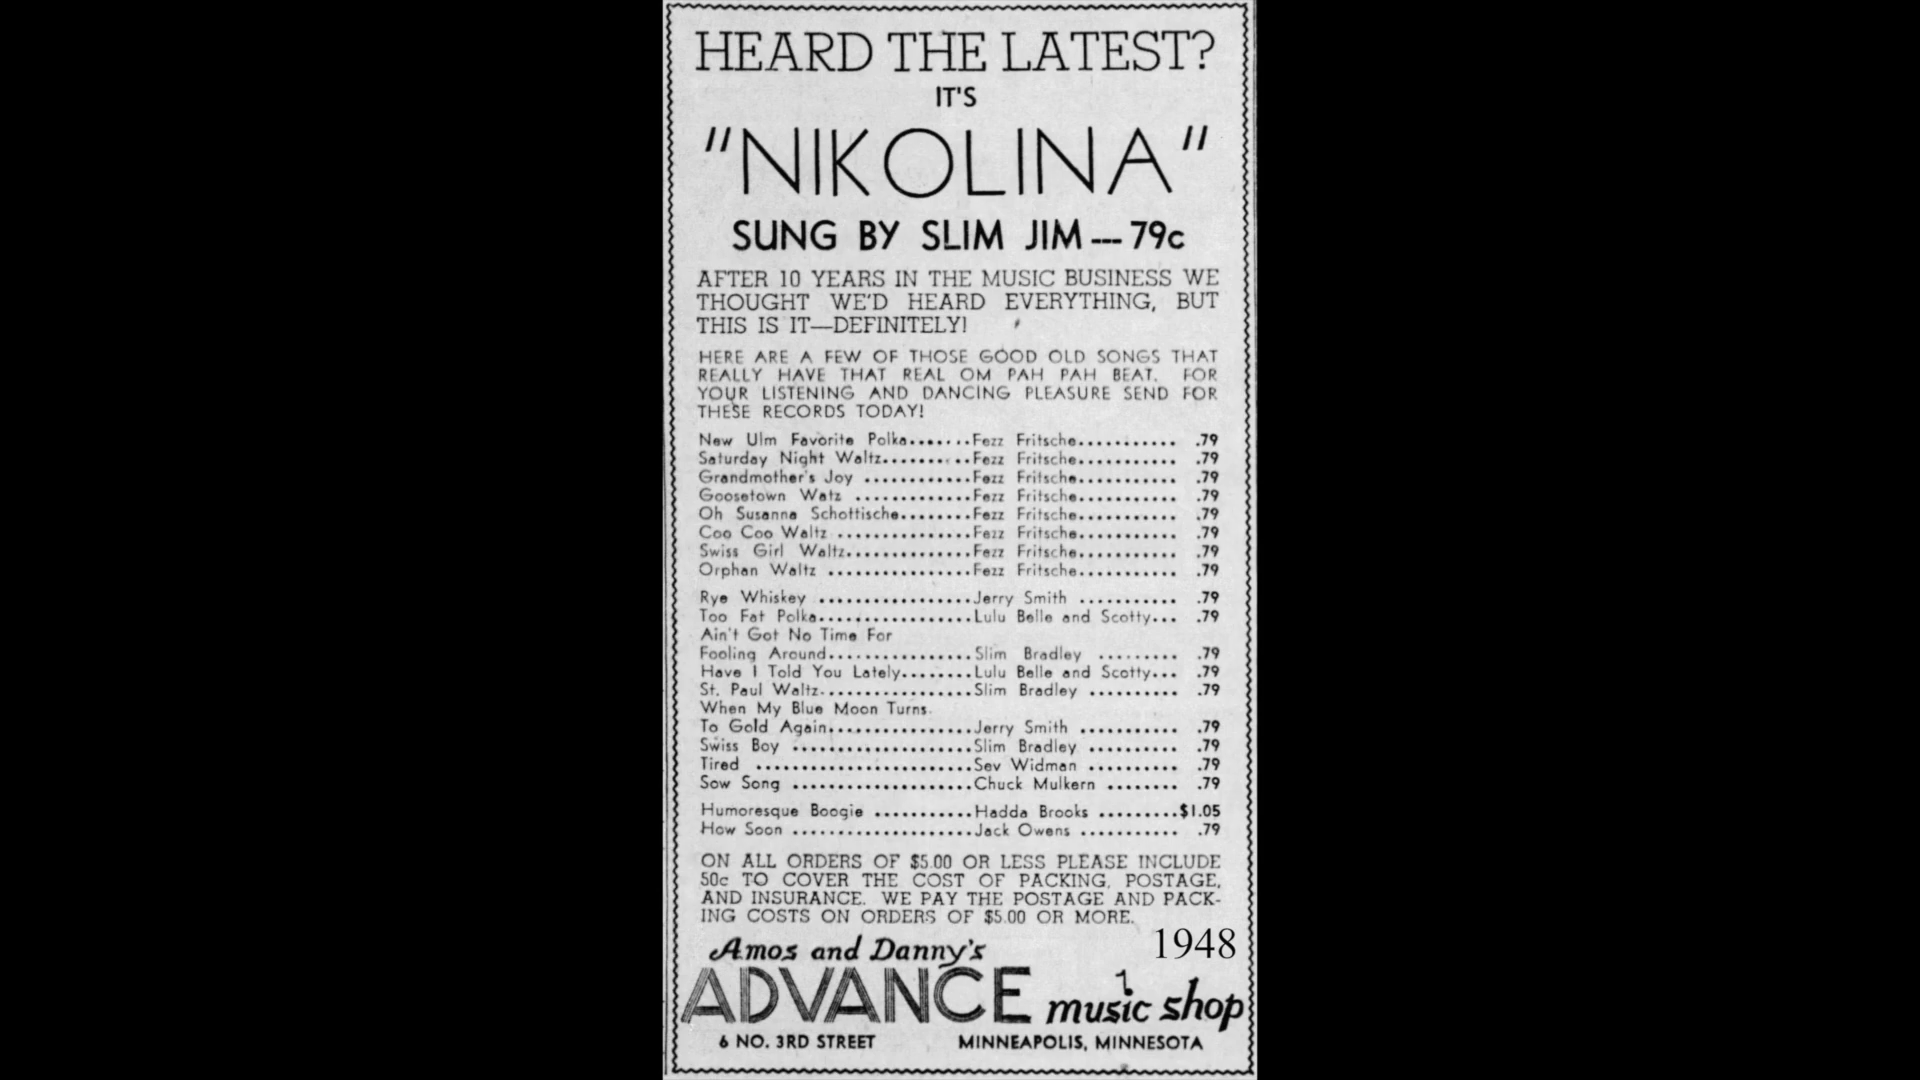 HEARD THE LATEST?
IT'S
"NIKOLINA"
SUNG BY SLIM JIM --- 79c
AFTER 10 YEARS IN THE MUSIC BUSINESS WE
THOUGHT WE'D HEARD EVERYTHING, BUT
THIS IS IT—DEFINITELY!
HERE ARE A FEW OF THOSE GOOD OLD SONGS THAT
REALLY HAVE THAT REAL OM PAH PAH BEAT. FOR
YOUR LISTENING AND DANCING PLEASURE SEND FOR
THESE RECORDS TODAY!
New Ulm Favorite Polka.......Fezz Fritsche........... .79
Saturday Night Waltz..........Fezz Fritsche........... .79
Grandmother's Joy ............Fezz Fritsche........... .79
Goosetown Watz .............Fezz Fritsche........... .79
Oh Susanna Schottische........Fezz Fritsche........... .79
Coo Coo Waltz ...............Fezz Fritsche........... .79
Swiss Girl Waltz..............Fezz Fritsche........... .79
Orphan Waltz ................Fezz Fritsche........... .79
Rye Whiskey .................Jerry Smith ........... .79
Too Fat Polka.................Lulu Belle and Scotty... .79
Ain't Got No Time For
Fooling Around................Slim Bradley ......... .79
Have I Told You Lately........Lulu Belle and Scotty... .79
St. Paul Waltz.................Slim Bradley .......... .79
When My Blue Moon Turns
To Gold Again................Jerry Smith ........... .79
Swiss Boy ....................Slim Bradley .......... .79
Tired ........................Sev Widman .......... .79
Sow Song ....................Chuck Mulkern ........ .79
Humoresque Boogie ...........Hadda Brooks .........$1.05
How Soon ....................Jack Owens ........... .79
ON ALL ORDERS OF $5.00 OR LESS PLEASE INCLUDE
50c TO COVER THE COST OF PACKING, POSTAGE,
AND INSURANCE. WE PAY THE POSTAGE AND PACK-
ING COSTS ON ORDERS OF $5.00 OR MORE.
1948
Amos and Danny's
ADVANCE music shop
6 NO. 3RD STREET MINNEAPOLIS, MINNESOTA